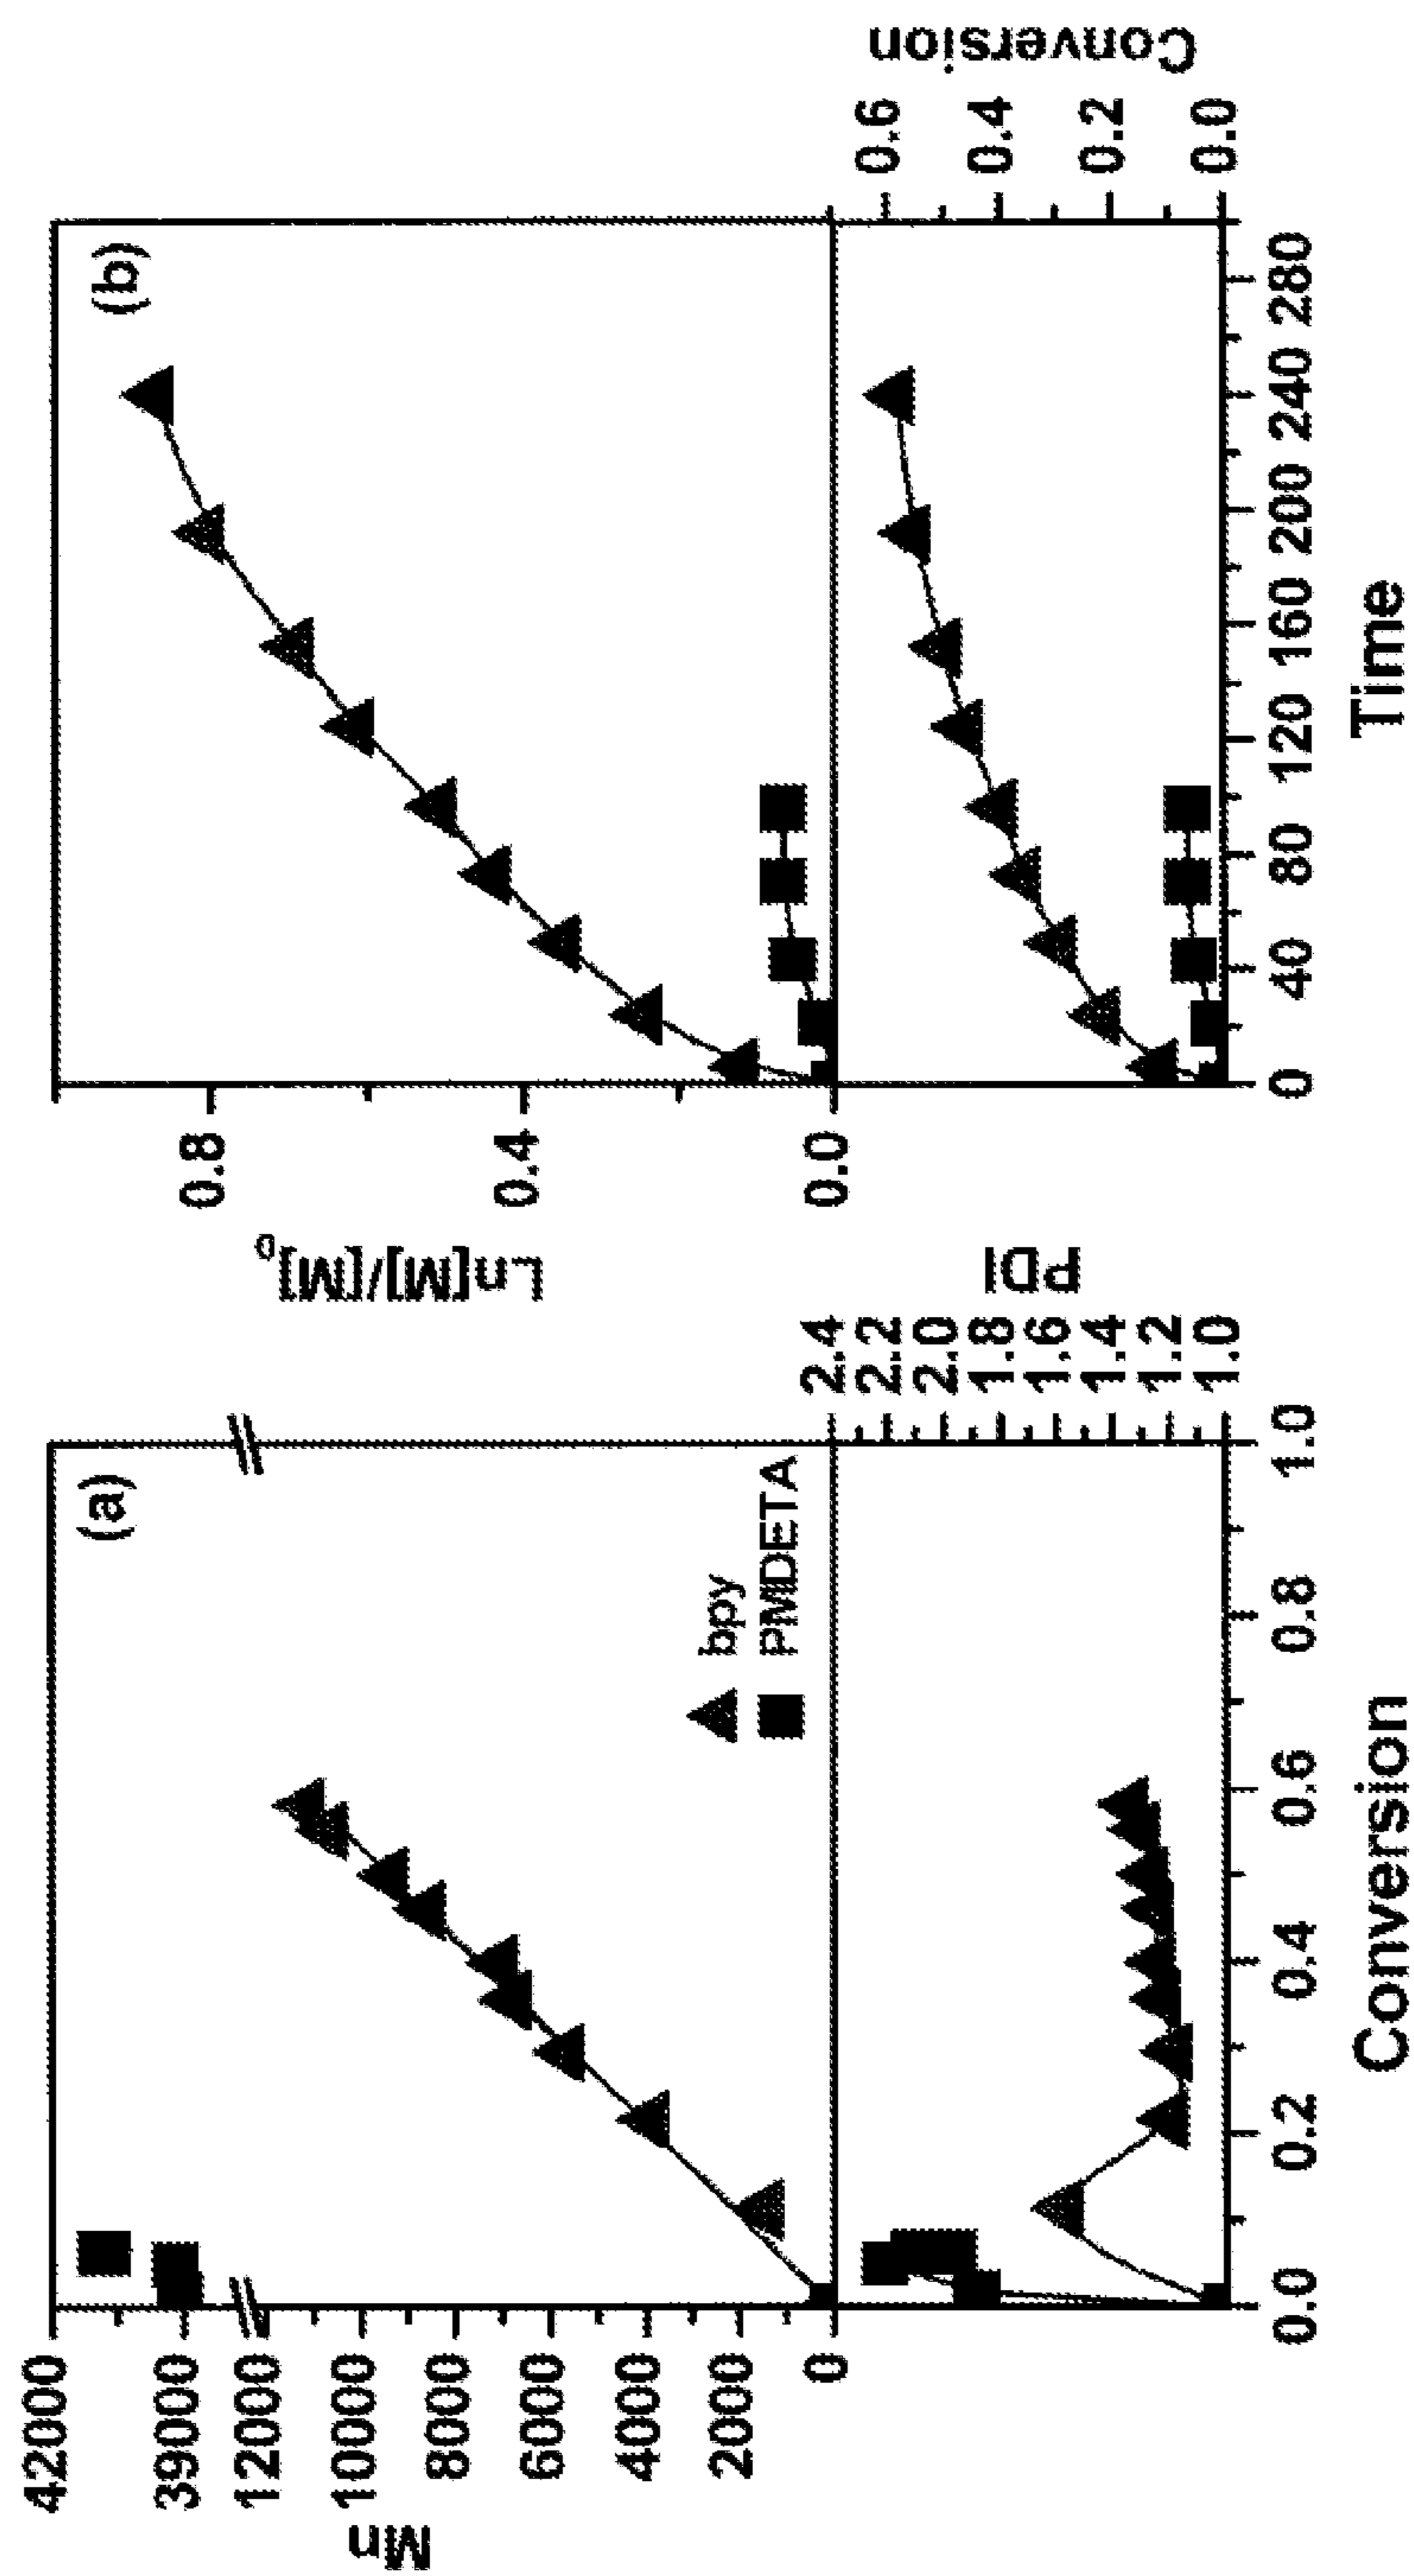 (a)
42000
39000
12000
10000
8000
6000
4000
2000
0
Mn
bpy
PMDETA
2.4
2.2
2.0
1.8
1.6
1.4
1.2
1.0
PDI
0.0 0.2 0.4 0.6 0.8 1.0
Conversion
(b)
0.8
0.4
0.0
Ln[M]/[M]0
0.6
0.4
0.2
0.0
Conversion
0 40 80 120 160 200 240 280
Time